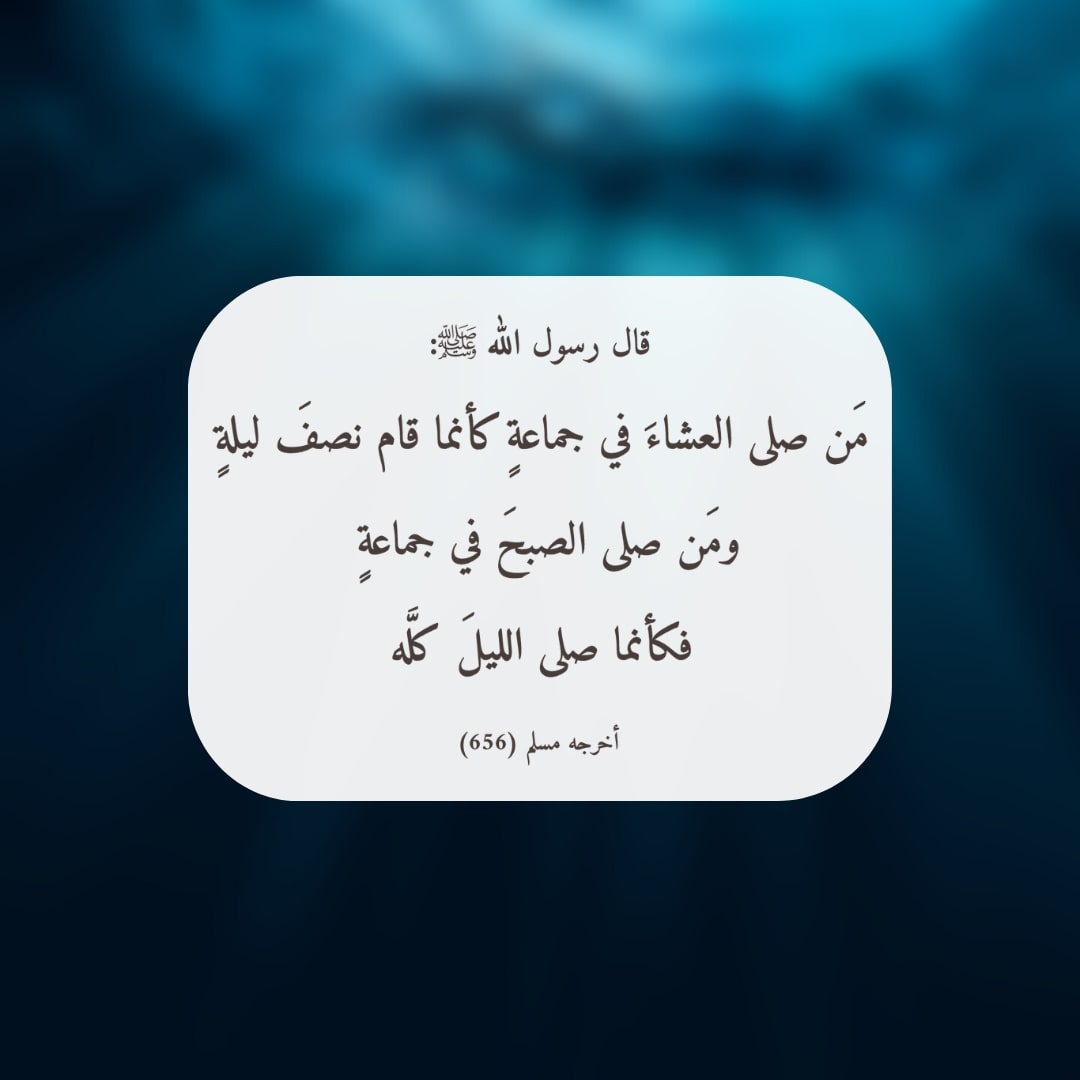 قال رسول الله ﷺ:
مَن صلى العشاءَ في جماعةٍ كأنما قام نصفَ ليلةٍ
ومَن صلى الصبحَ في جماعةٍ
فكأنما صلى الليلَ كلَّه
أخرجه مسلم (656)